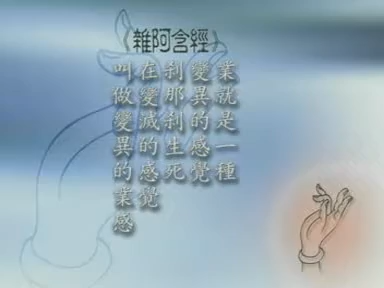 《雜阿含經》
業就是一種
變異的感覺
剎那剎生死
在變滅的感覺
叫做變異的業感